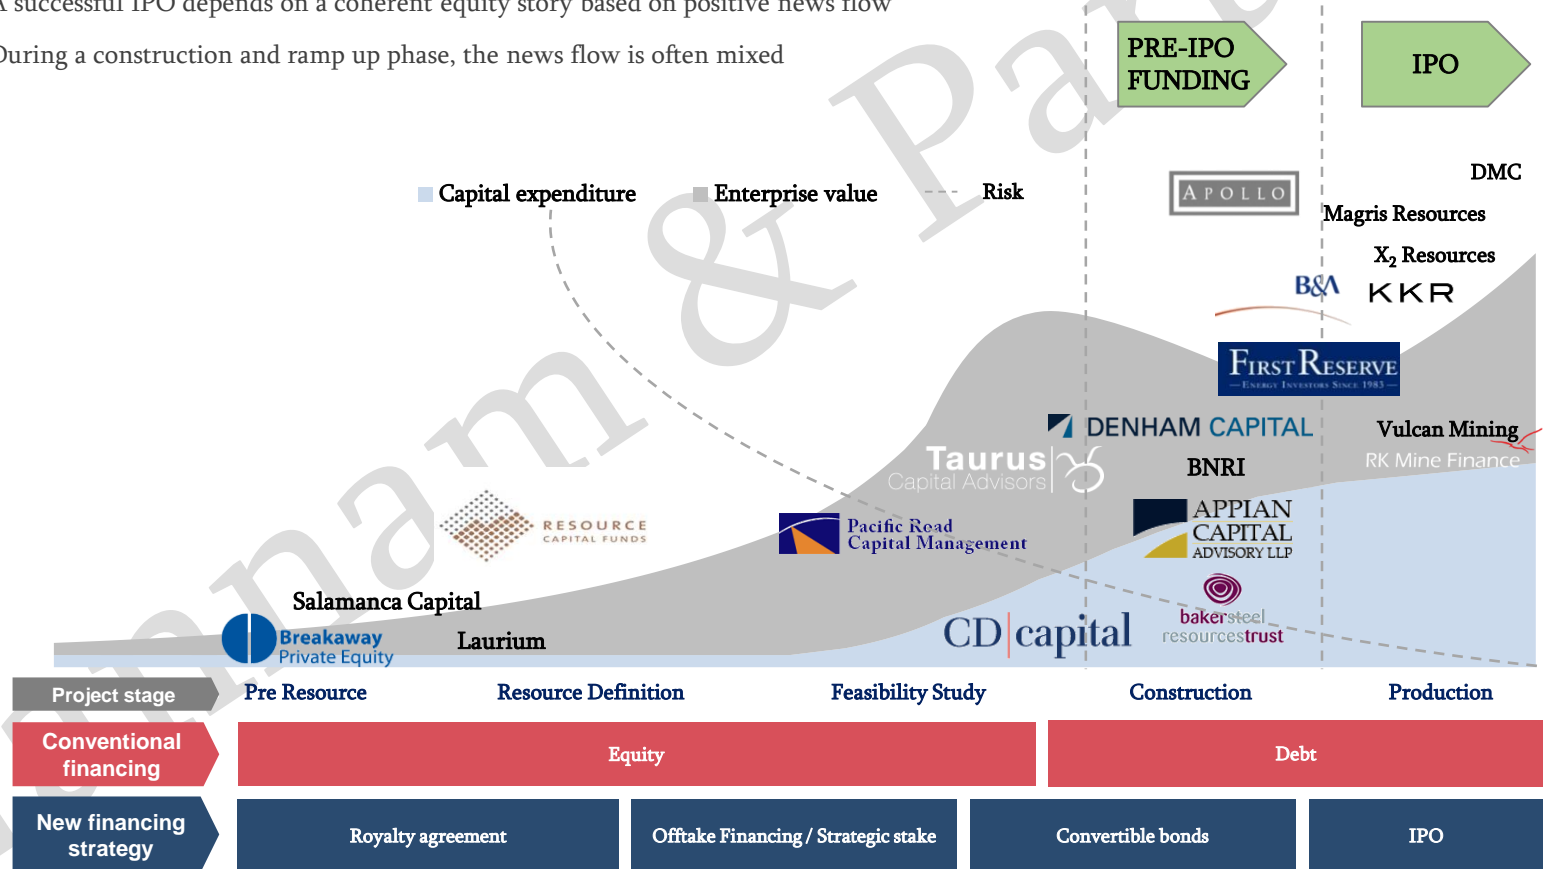 A successful IPO depends on a coherent equity story based on positive news flow
During a construction and ramp up phase, the news flow is often mixed
PRE-IPO
FUNDING
IPO
Capital expenditure
Enterprise value
Risk
APOLLO
DMC
Magris Resources
X₂ Resources
B&A
KKR
FIRST RESERVE
— ENERGY INVESTORS SINCE 1983 —
DENHAM CAPITAL
Vulcan Mining
RK Mine Finance
Taurus
Capital Advisors
BNRI
RESOURCE
CAPITAL FUNDS
Pacific Road
Capital Management
APPIAN
CAPITAL
ADVISORY LLP
Salamanca Capital
Breakaway
Private Equity
Laurium
CD|capital
bakersteel
resourcestrust
Project stage
Pre Resource
Resource Definition
Feasibility Study
Construction
Production
Conventional
financing
Equity
Debt
New financing
strategy
Royalty agreement
Offtake Financing / Strategic stake
Convertible bonds
IPO